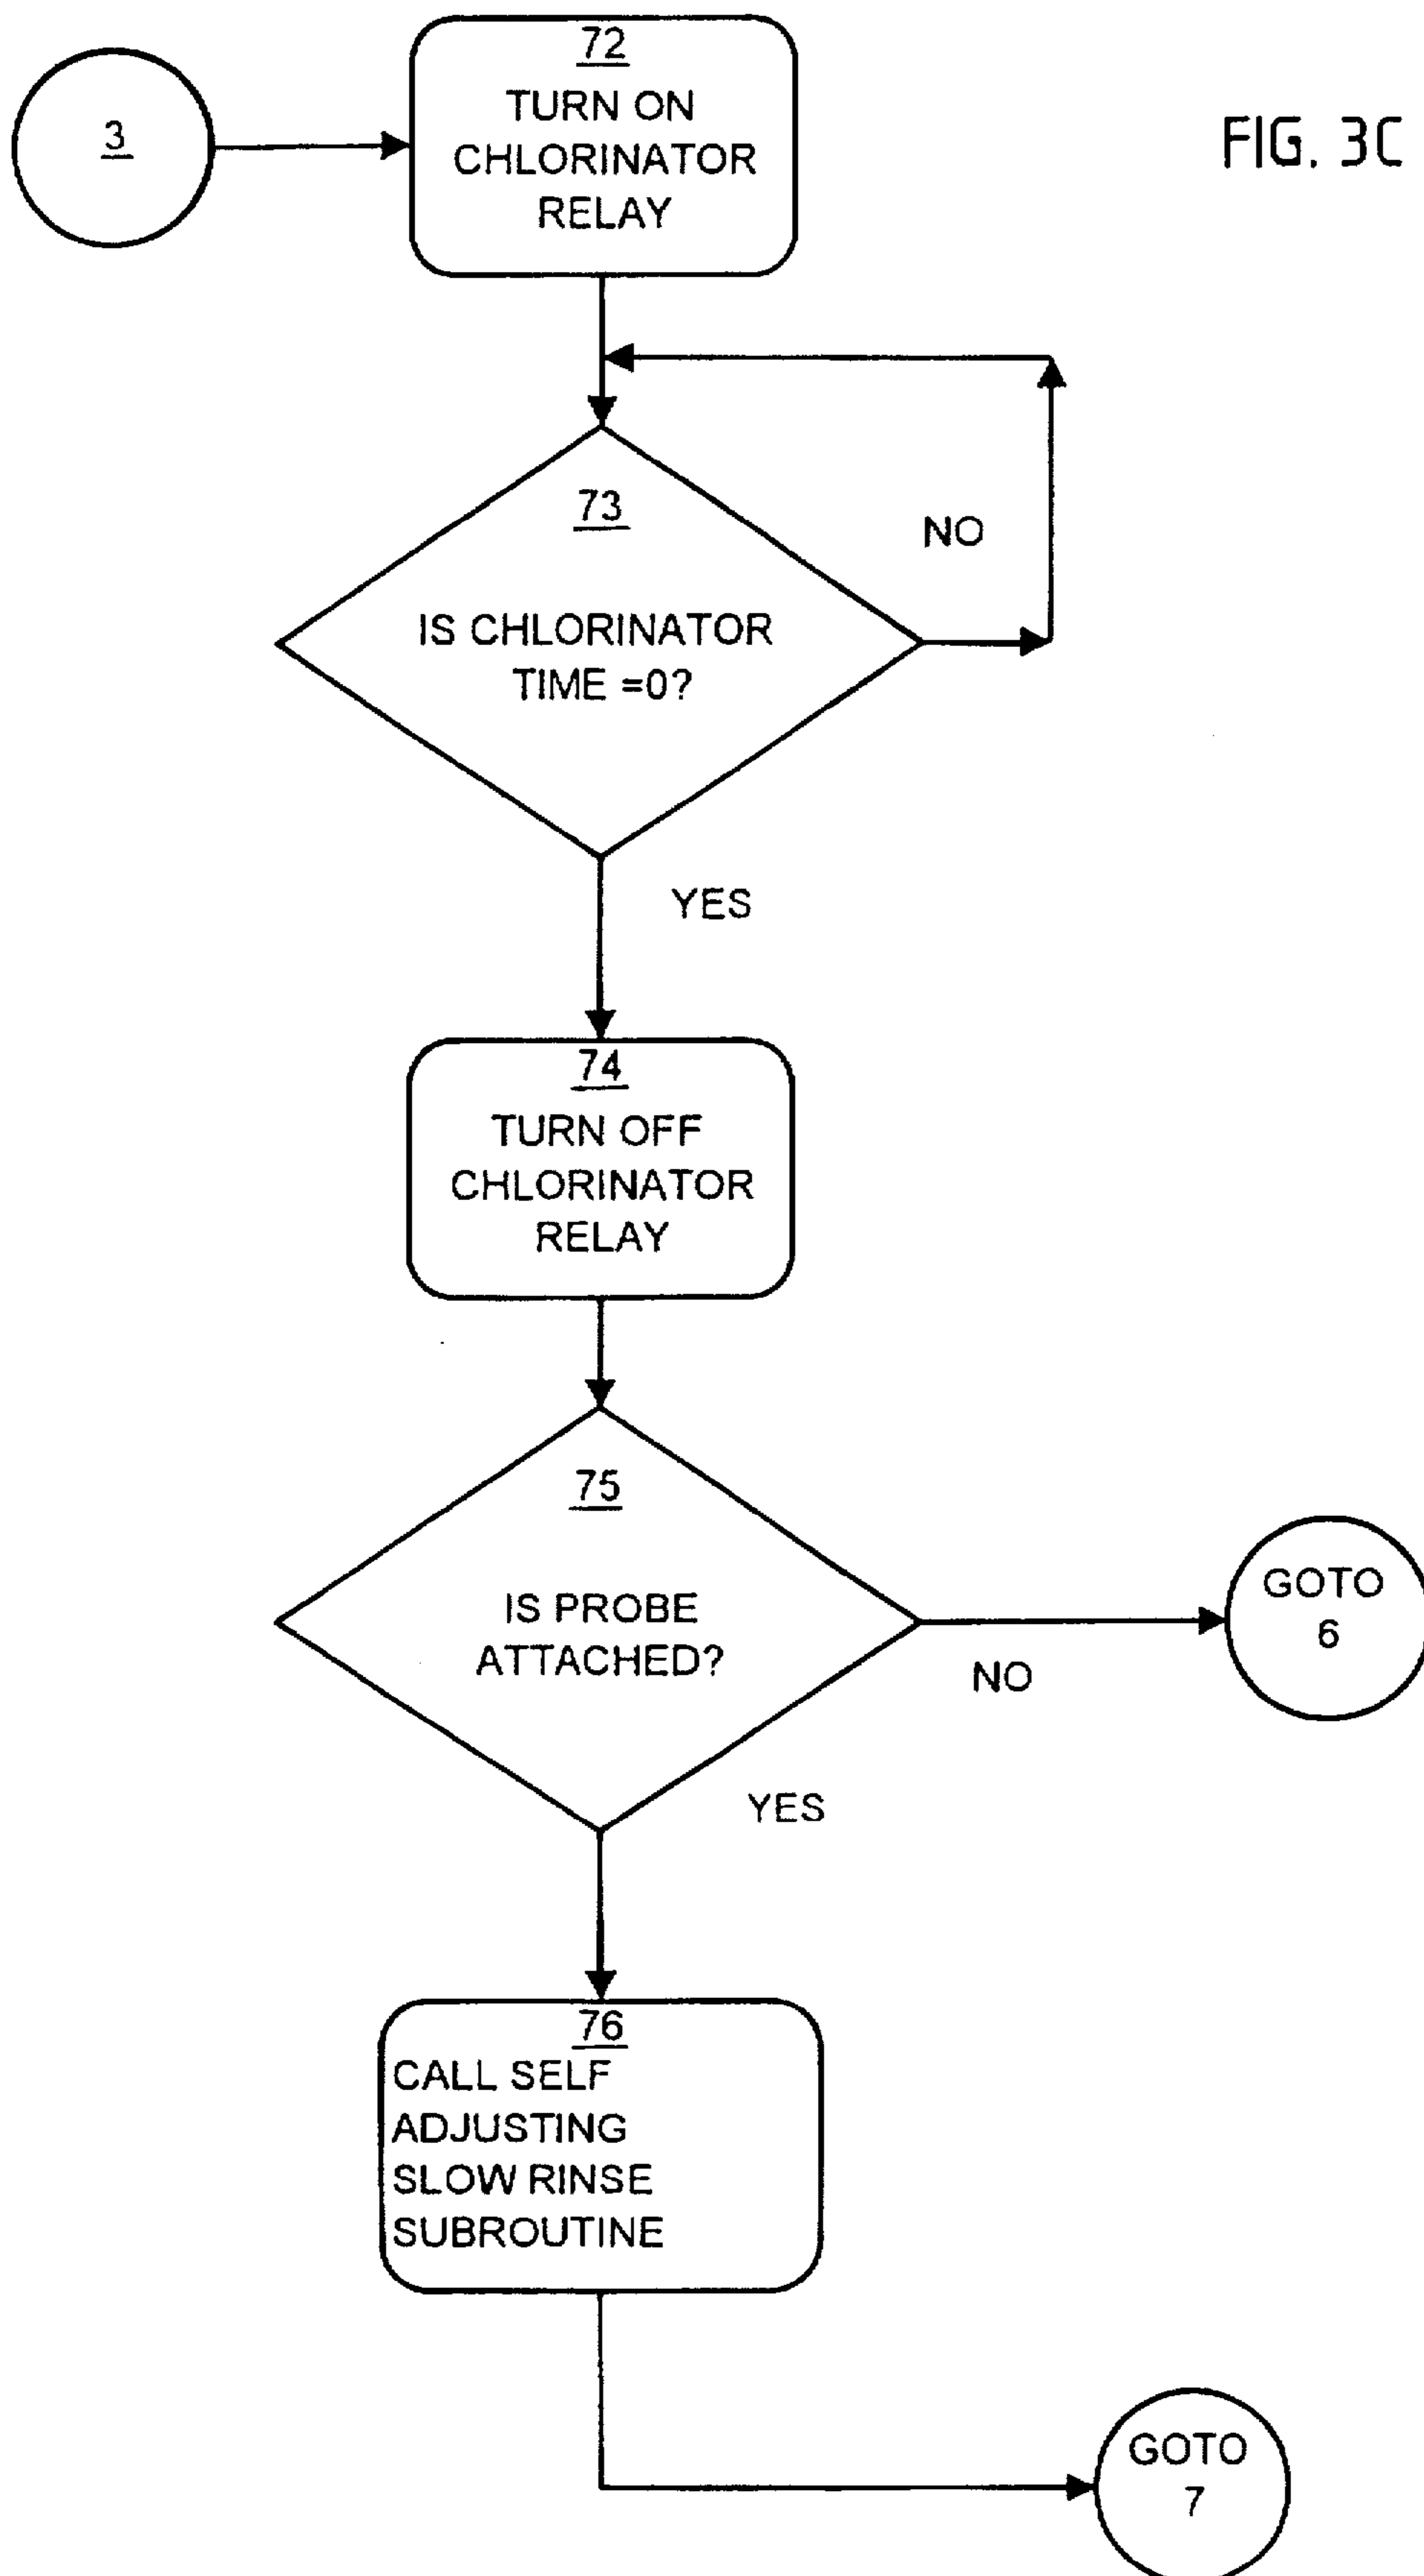 3
72
TURN ON
CHLORINATOR
RELAY
FIG. 3C
73
IS CHLORINATOR
TIME =0?
NO
YES
74
TURN OFF
CHLORINATOR
RELAY
75
IS PROBE
ATTACHED?
NO
GOTO
6
YES
76
CALL SELF
ADJUSTING
SLOW RINSE
SUBROUTINE
GOTO
7